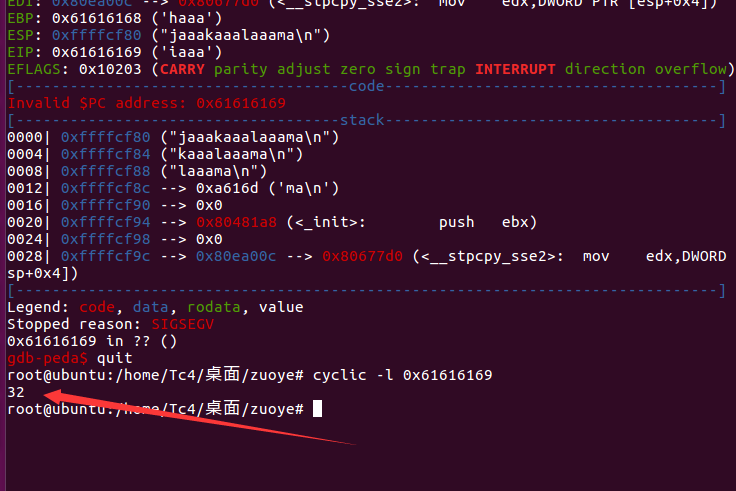 EDI: 0x80ea00c --> 0x80677d0 (<__stpcpy_sse2>: mov edx,DWORD PTR [esp+0x4])
EBP: 0x61616168 ('haaa')
ESP: 0xffffcf80 ("jaaakaaalaaama\n")
EIP: 0x61616169 ('iaaa')
EFLAGS: 0x10203 (CARRY parity adjust zero sign trap INTERRUPT direction overflow)
[-------------------------------------code-------------------------------------]
Invalid $PC address: 0x61616169
[------------------------------------stack-------------------------------------]
0000| 0xffffcf80 ("jaaakaaalaaama\n")
0004| 0xffffcf84 ("kaaalaaama\n")
0008| 0xffffcf88 ("laaama\n")
0012| 0xffffcf8c --> 0xa616d ('ma\n')
0016| 0xffffcf90 --> 0x0
0020| 0xffffcf94 --> 0x80481a8 (<_init>: push ebx)
0024| 0xffffcf98 --> 0x0
0028| 0xffffcf9c --> 0x80ea00c --> 0x80677d0 (<__stpcpy_sse2>: mov edx,DWORD
sp+0x4])
[------------------------------------------------------------------------------]
Legend: code, data, rodata, value
Stopped reason: SIGSEGV
0x61616169 in ?? ()
gdb-peda$ quit
root@ubuntu:/home/Tc4/桌面/zuoye# cyclic -l 0x61616169
32
root@ubuntu:/home/Tc4/桌面/zuoye#